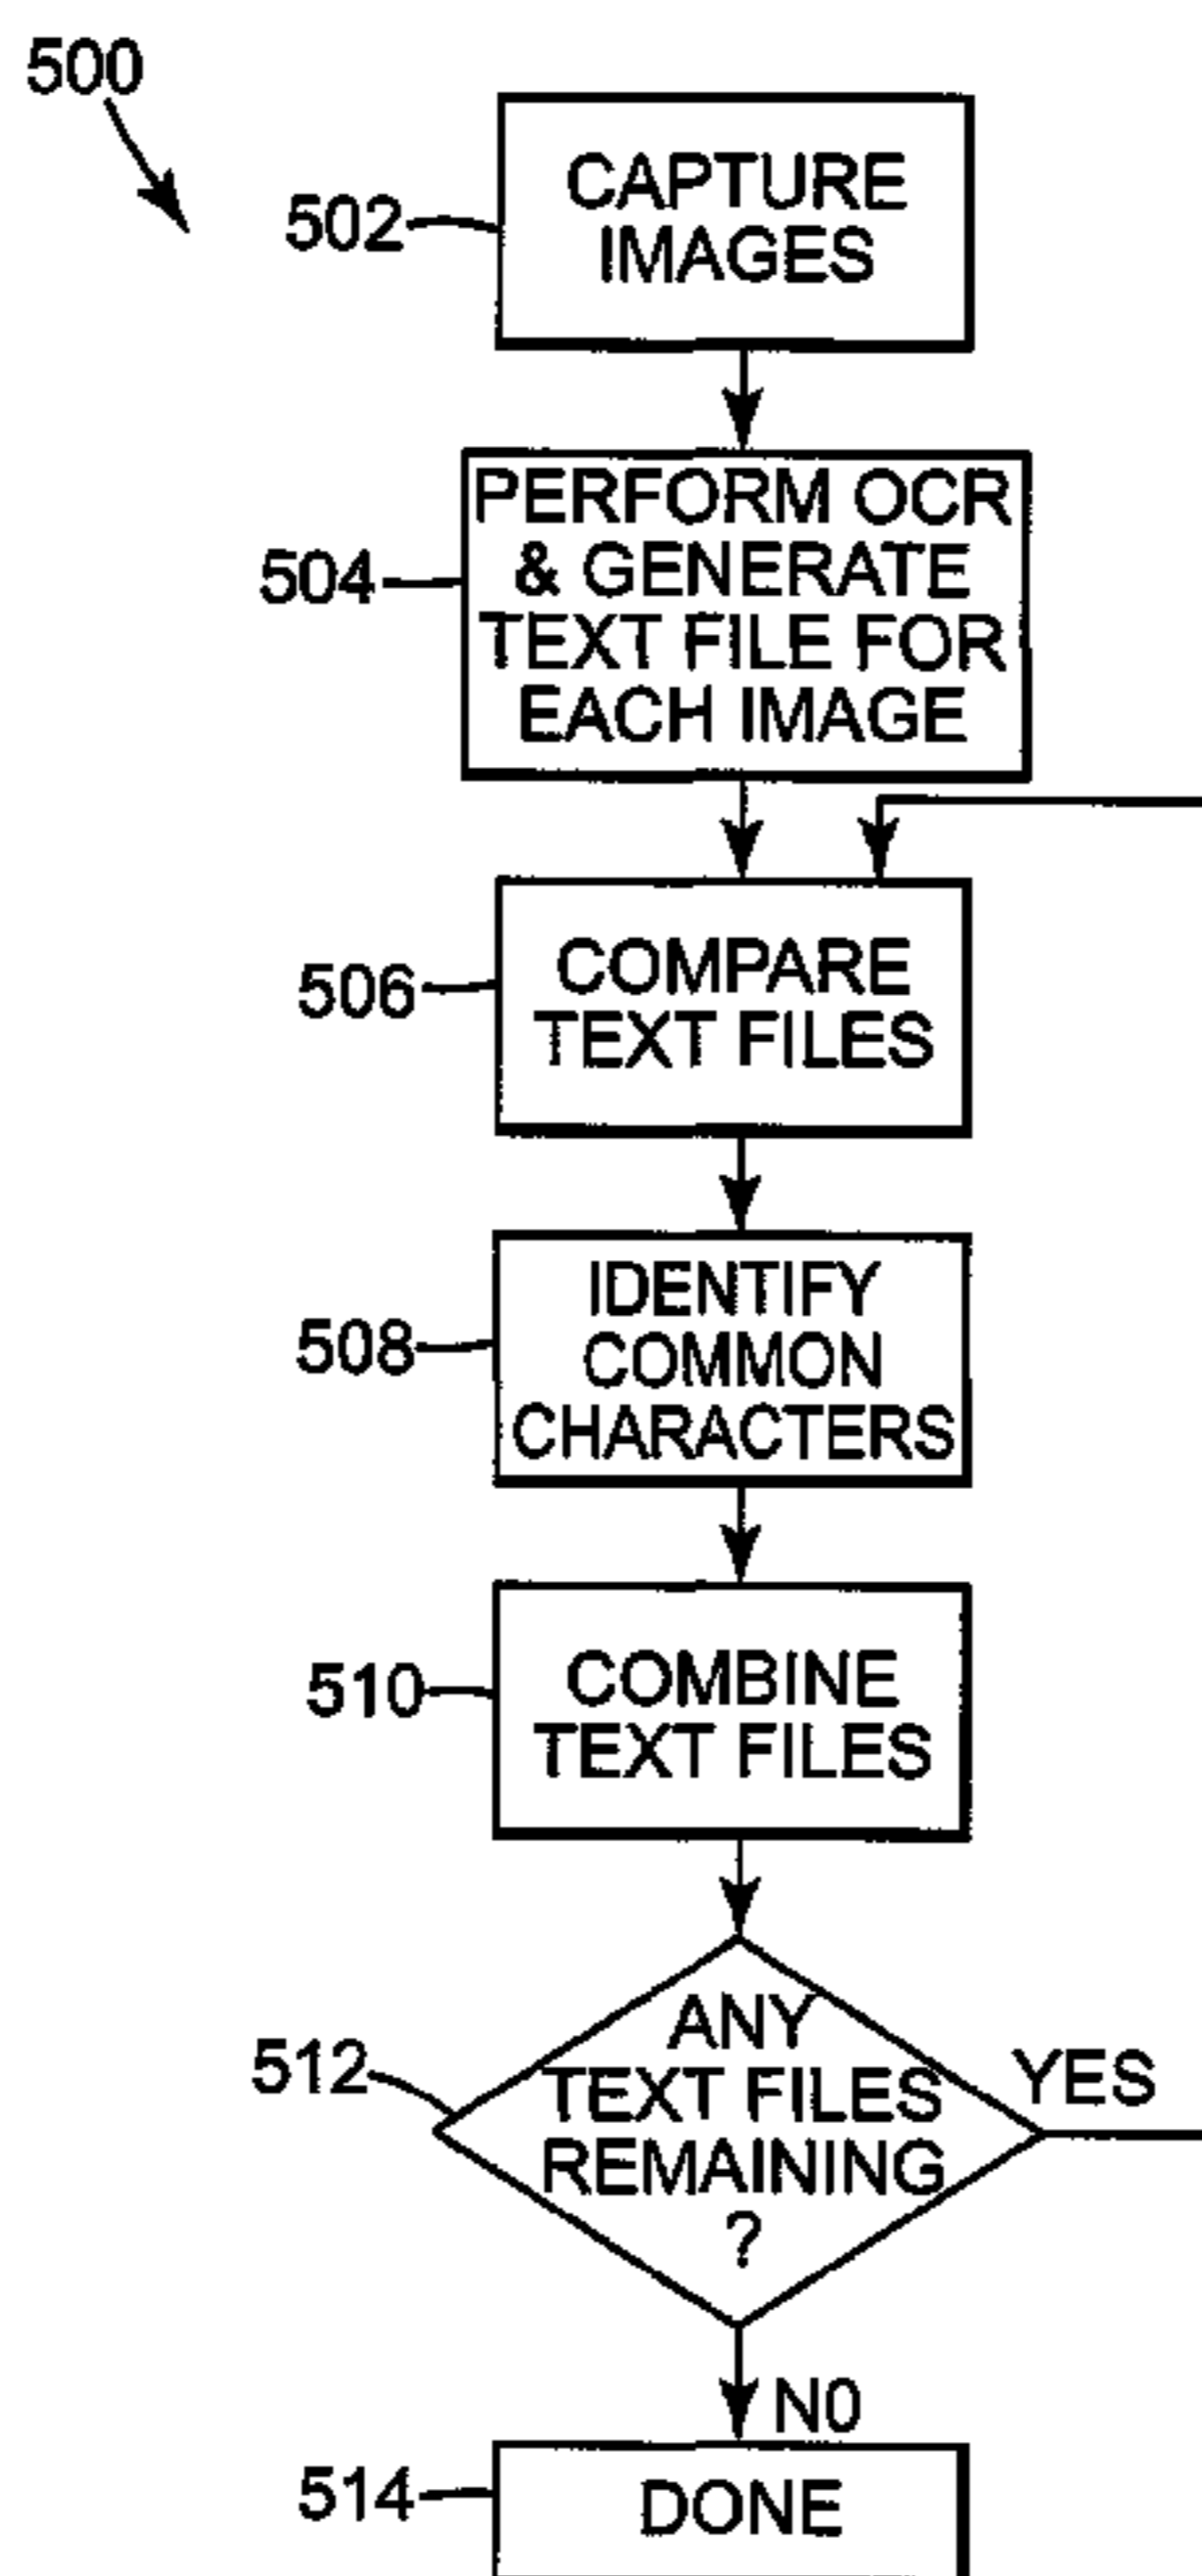 500
502
CAPTURE
IMAGES
504
PERFORM OCR
& GENERATE
TEXT FILE FOR
EACH IMAGE
506
COMPARE
TEXT FILES
508
IDENTIFY
COMMON
CHARACTERS
510
COMBINE
TEXT FILES
512
ANY
TEXT FILES
REMAINING
?
YES
NO
514
DONE